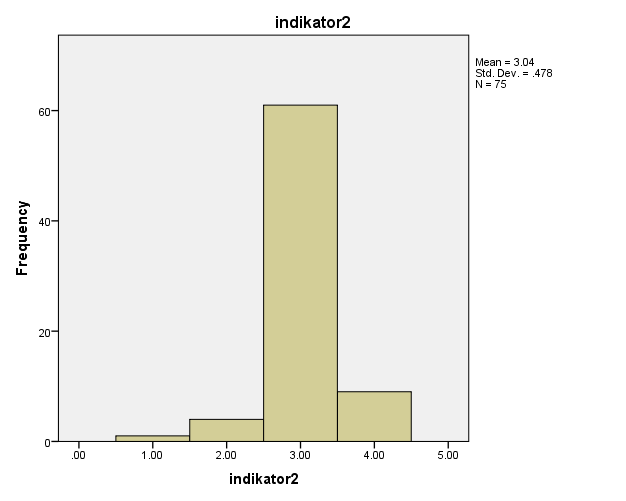 indikator2
Mean = 3.04
Std. Dev. = .478
N = 75
Frequency
60
40
20
0
.00 1.00 2.00 3.00 4.00 5.00
indikator2